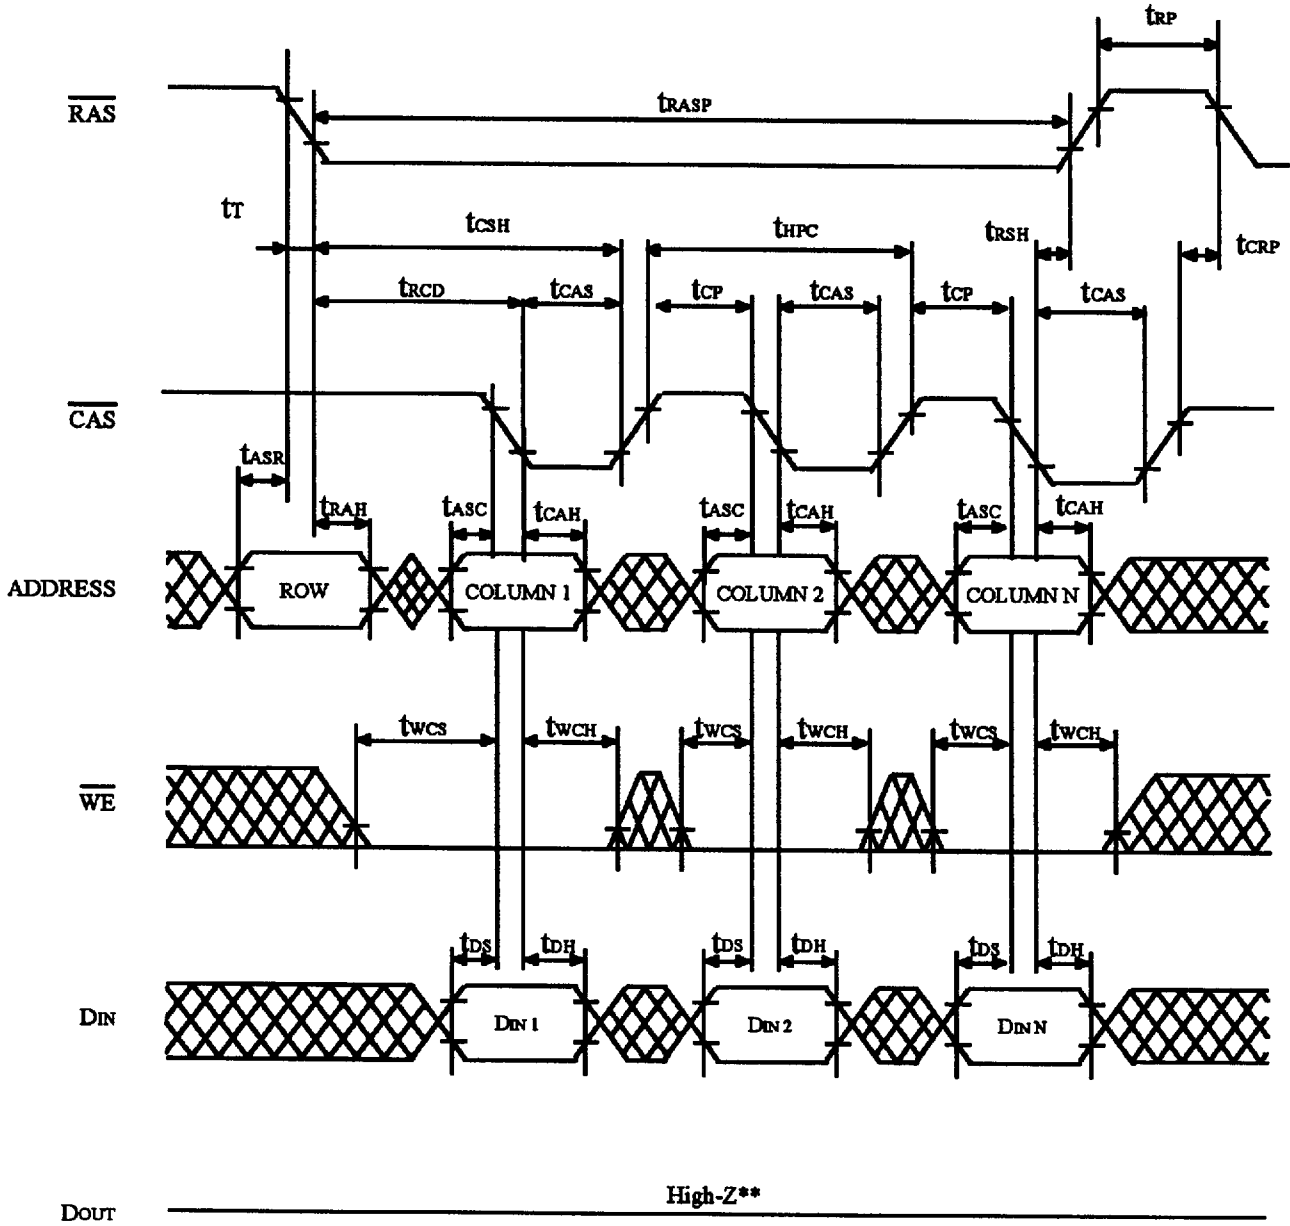 tRP
RAS
tRASP
tT
tCSH
tHPC
tRSH
tCRP
tRCD
tCAS
tCP
tCAS
tCP
tCAS
CAS
tASR
tRAH
tASC
tCAH
tASC
tCAH
tASC
tCAH
ADDRESS
ROW
COLUMN 1
COLUMN 2
COLUMN N
tWCS
tWCH
tWCS
tWCH
tWCS
tWCH
WE
tDS
tDH
tDS
tDH
tDS
tDH
DIN
DIN 1
DIN 2
DIN N
High-Z**
DOUT